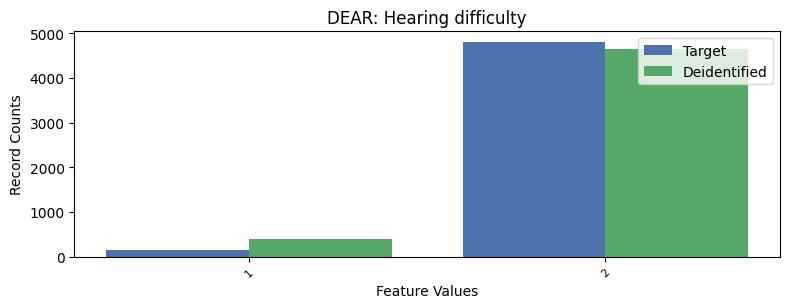 DEAR: Hearing difficulty
Target
Deidentified
Record Counts
5000
4000
3000
2000
1000
0
1
2
Feature Values